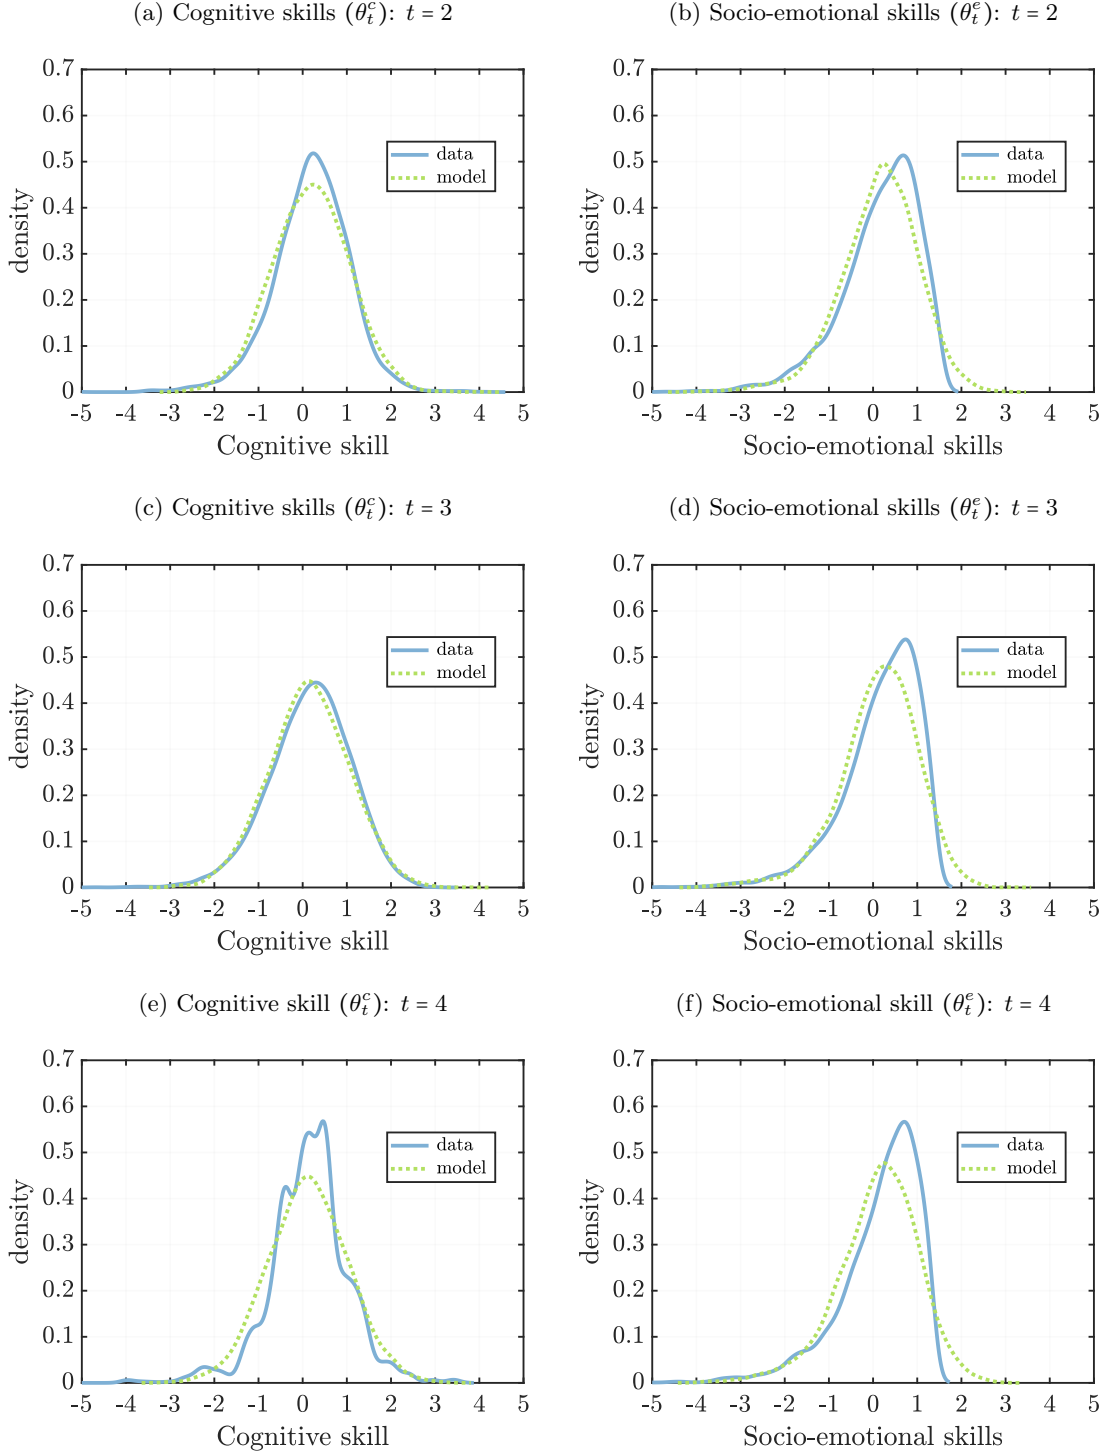 (a) Cognitive skills (θ_t^c): t = 2
0.7
0.6
0.5
0.4
0.3
0.2
0.1
0
density
data
model
-5 -4 -3 -2 -1 0 1 2 3 4 5
Cognitive skill
(b) Socio-emotional skills (θ_t^e): t = 2
0.7
0.6
0.5
0.4
0.3
0.2
0.1
0
density
data
model
-5 -4 -3 -2 -1 0 1 2 3 4 5
Socio-emotional skills
(c) Cognitive skills (θ_t^c): t = 3
0.7
0.6
0.5
0.4
0.3
0.2
0.1
0
density
data
model
-5 -4 -3 -2 -1 0 1 2 3 4 5
Cognitive skill
(d) Socio-emotional skills (θ_t^e): t = 3
0.7
0.6
0.5
0.4
0.3
0.2
0.1
0
density
data
model
-5 -4 -3 -2 -1 0 1 2 3 4 5
Socio-emotional skills
(e) Cognitive skill (θ_t^c): t = 4
0.7
0.6
0.5
0.4
0.3
0.2
0.1
0
density
data
model
-5 -4 -3 -2 -1 0 1 2 3 4 5
Cognitive skill
(f) Socio-emotional skill (θ_t^e): t = 4
0.7
0.6
0.5
0.4
0.3
0.2
0.1
0
density
data
model
-5 -4 -3 -2 -1 0 1 2 3 4 5
Socio-emotional skills